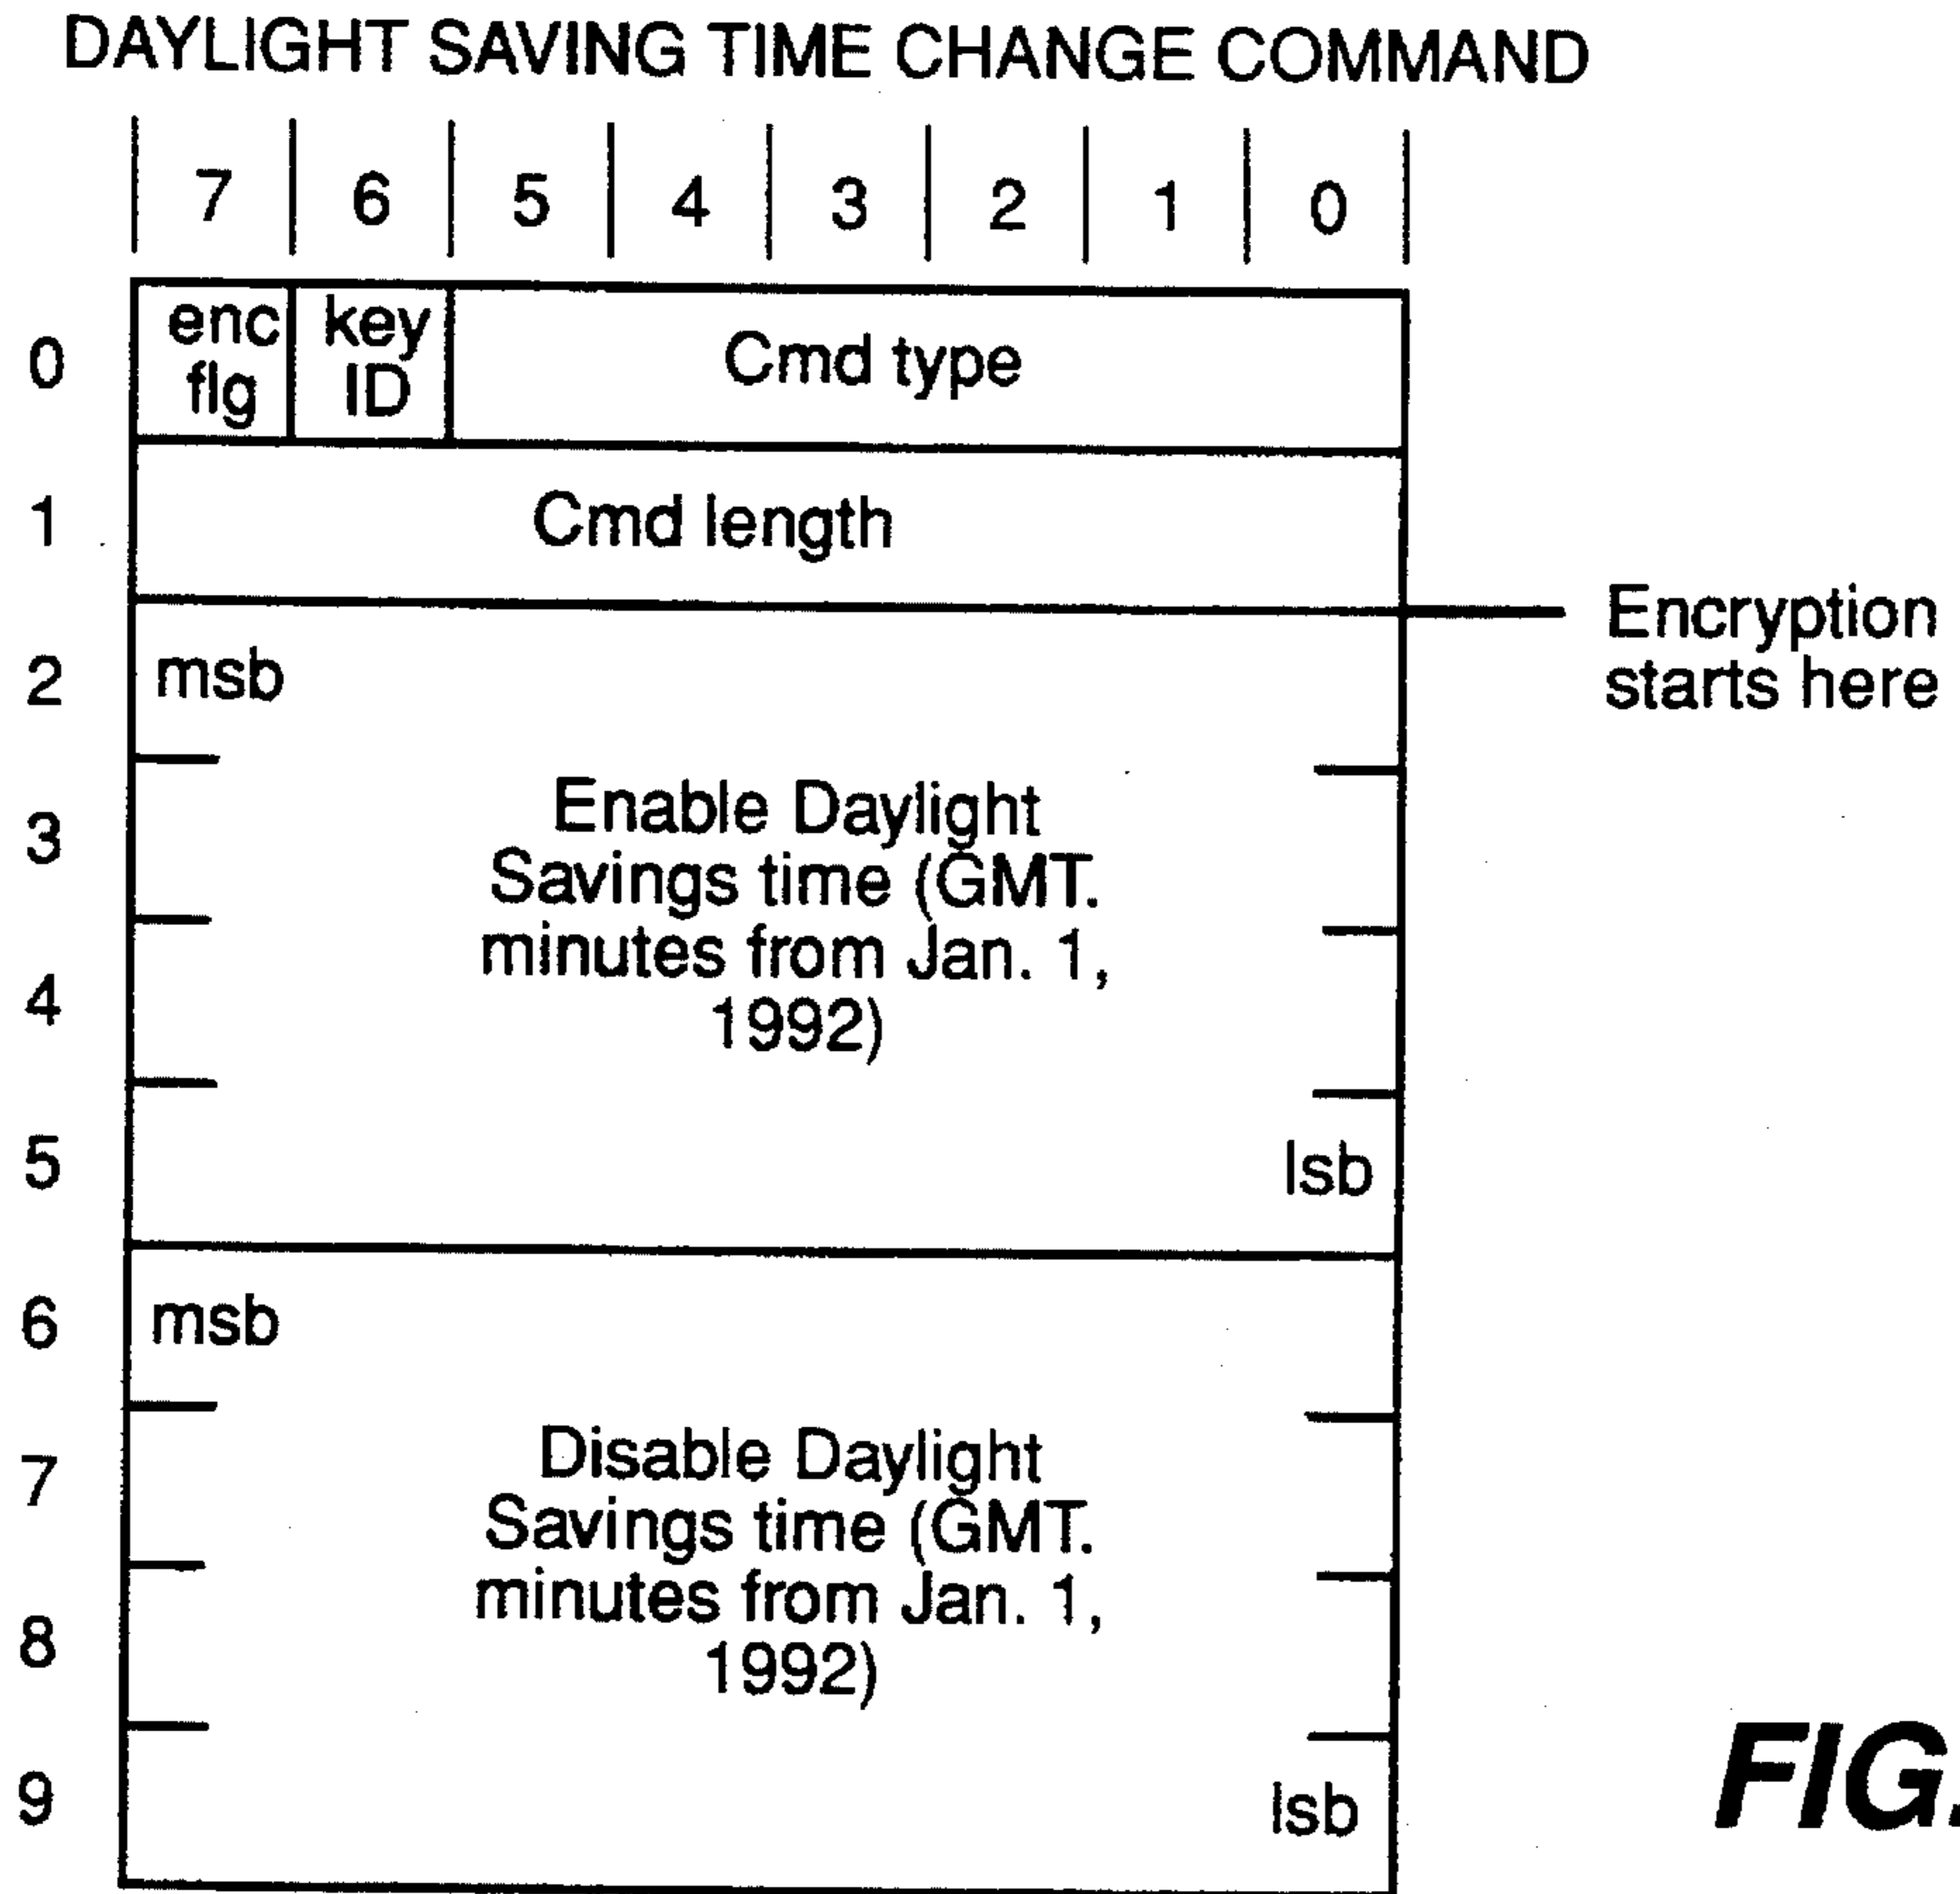 DAYLIGHT SAVING TIME CHANGE COMMAND
7 6 5 4 3 2 1 0
0 enc flg key ID Cmd type
1 Cmd length
Encryption
starts here
2 msb
3 Enable Daylight
Savings time (GMT.
minutes from Jan. 1,
4 1992)
5 lsb
6 msb
7 Disable Daylight
Savings time (GMT.
minutes from Jan. 1,
8 1992)
9 lsb
FIG.